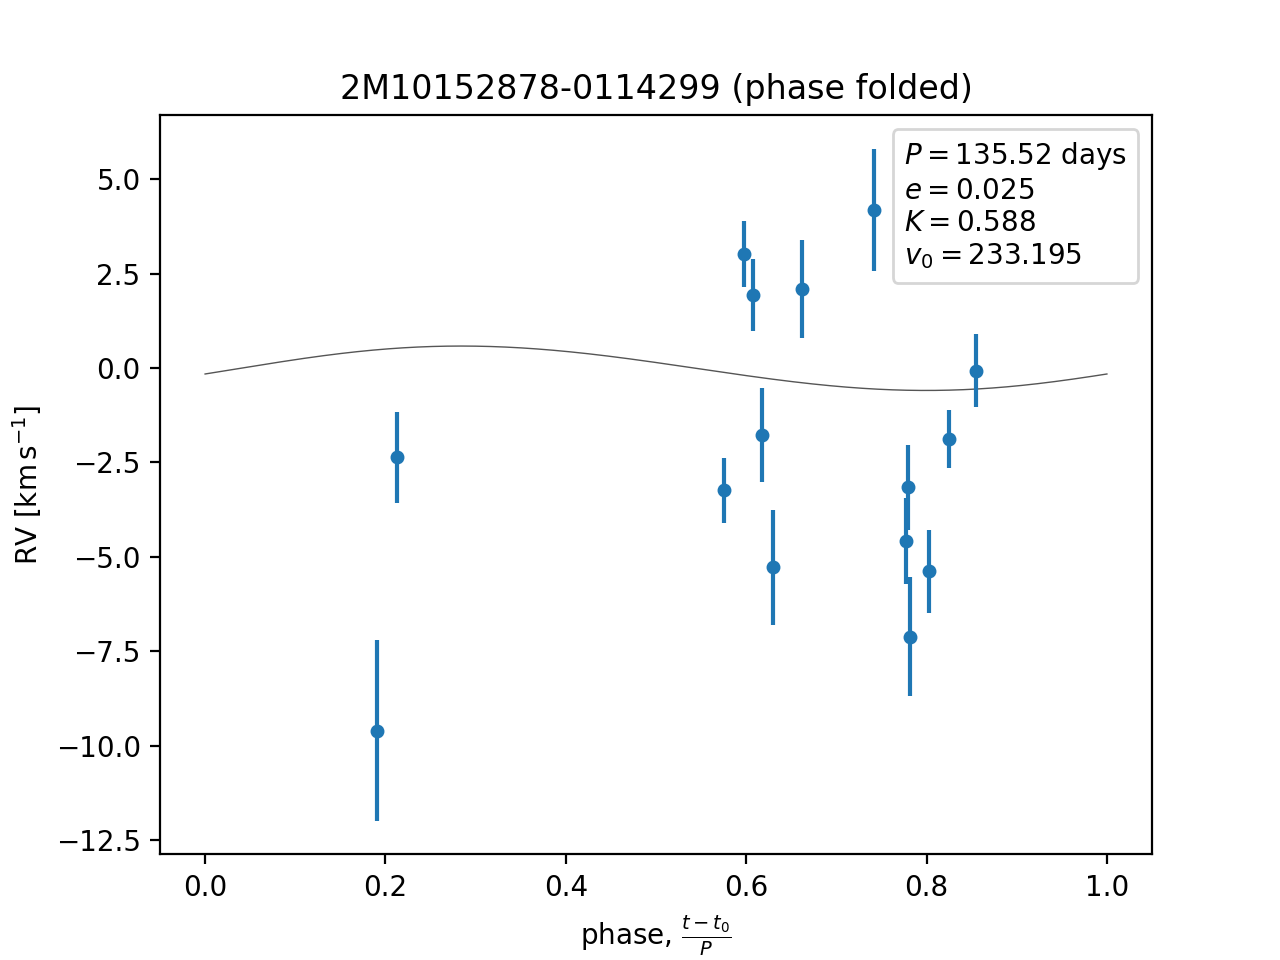 2M10152878-0114299 (phase folded)
P = 135.52 days
e = 0.025
K = 0.588
v₀ = 233.195
5.0
2.5
0.0
−2.5
−5.0
−7.5
−10.0
−12.5
RV [km s⁻¹]
0.0 0.2 0.4 0.6 0.8 1.0
phase, (t − t₀)/P